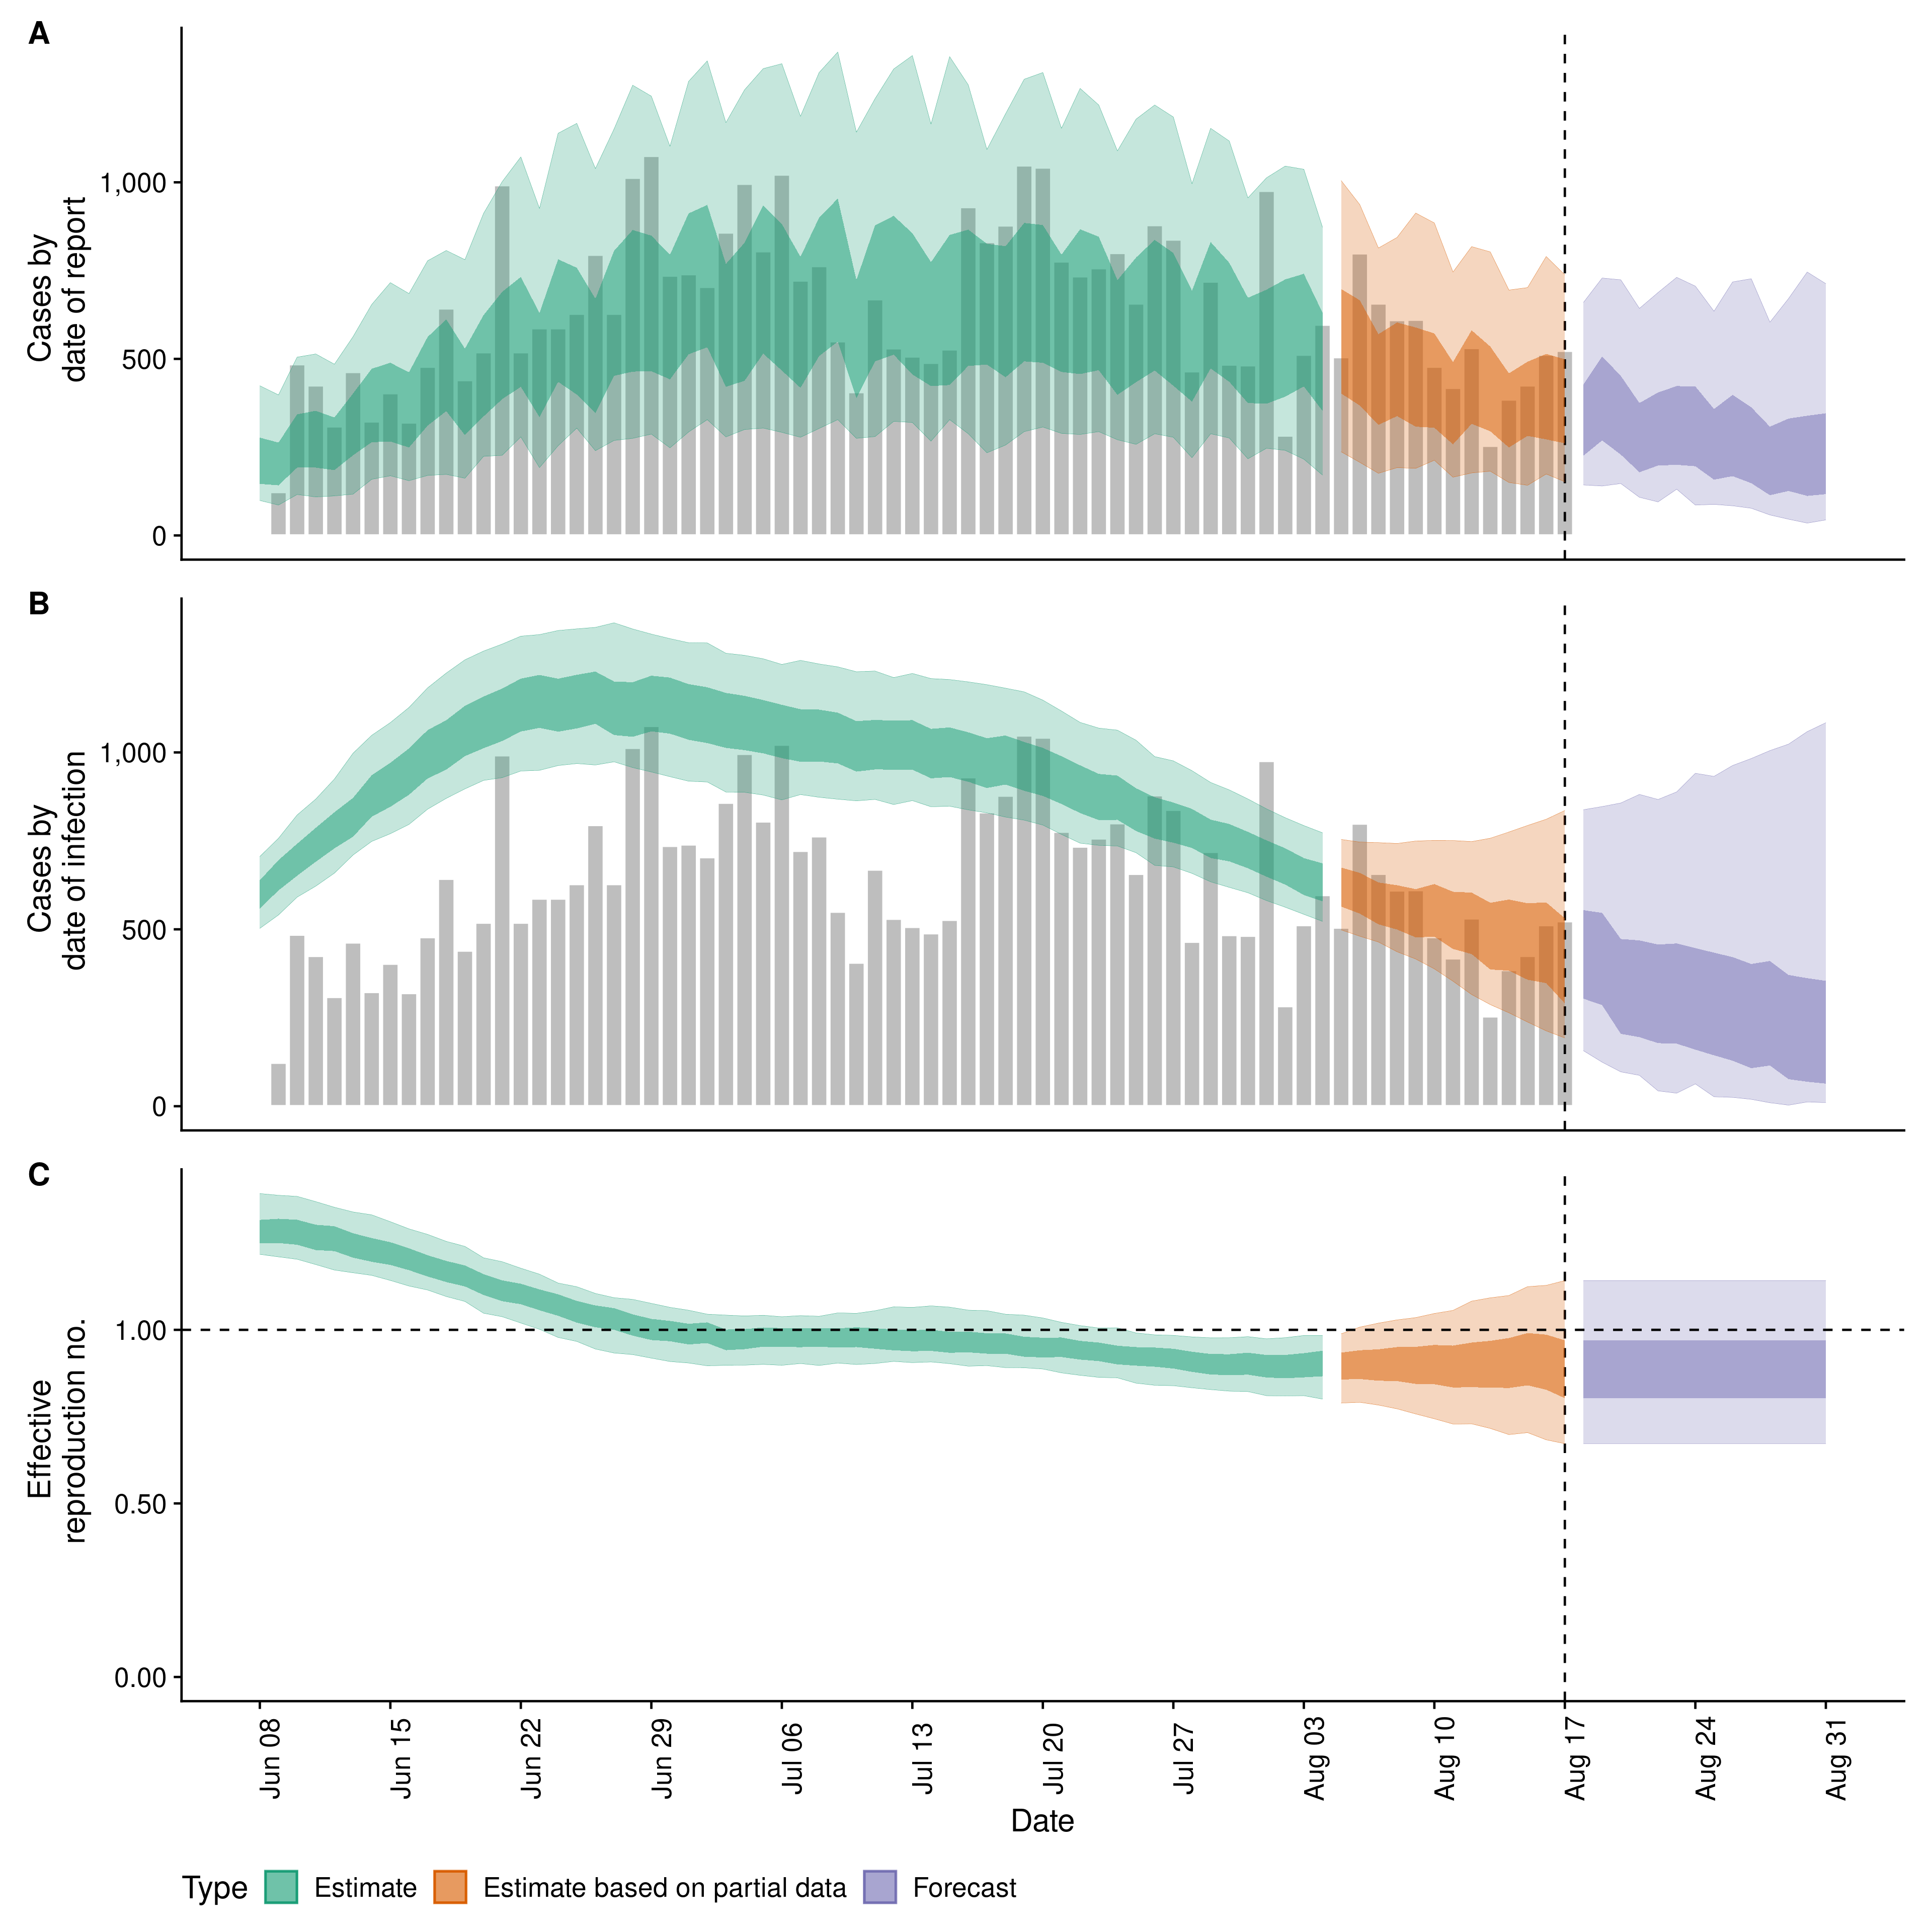 A
Cases by
date of report
1,000
500
0
B
Cases by
date of infection
1,000
500
0
C
Effective
reproduction no.
1.00
0.50
0.00
Jun 08
Jun 15
Jun 22
Jun 29
Jul 06
Jul 13
Jul 20
Jul 27
Aug 03
Aug 10
Aug 17
Aug 24
Aug 31
Date
Type
Estimate
Estimate based on partial data
Forecast